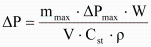 ΔP = (m_max · ΔP_max · W) / (V · C_st · ρ)